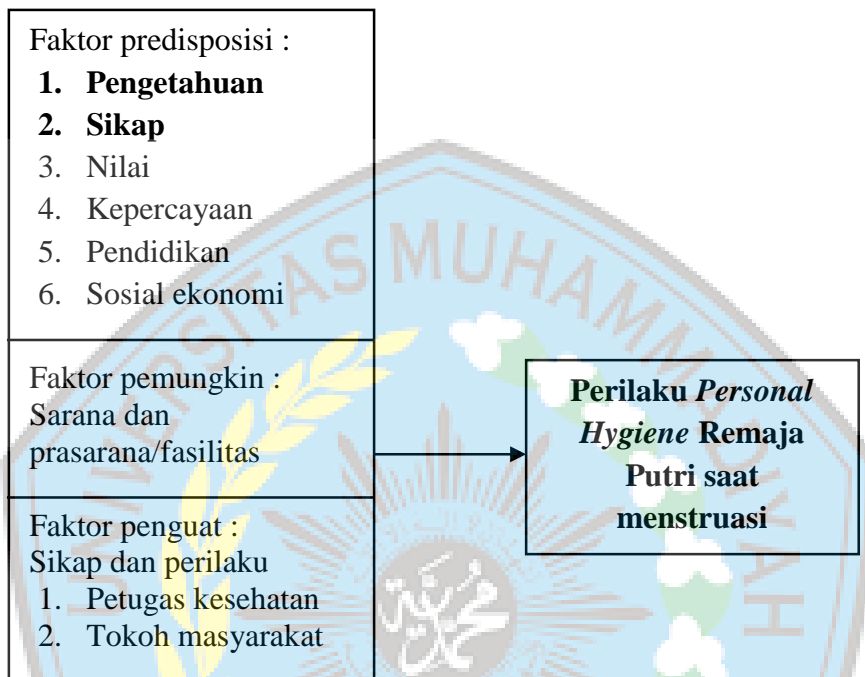 Faktor predisposisi :
1. Pengetahuan
2. Sikap
3. Nilai
4. Kepercayaan
5. Pendidikan
6. Sosial ekonomi
Faktor pemungkin :
Sarana dan
prasarana/fasilitas
Faktor penguat :
Sikap dan perilaku
1. Petugas kesehatan
2. Tokoh masyarakat
Perilaku Personal
Hygiene Remaja
Putri saat
menstruasi
UNIVERSITAS MUHAMMADIYAH